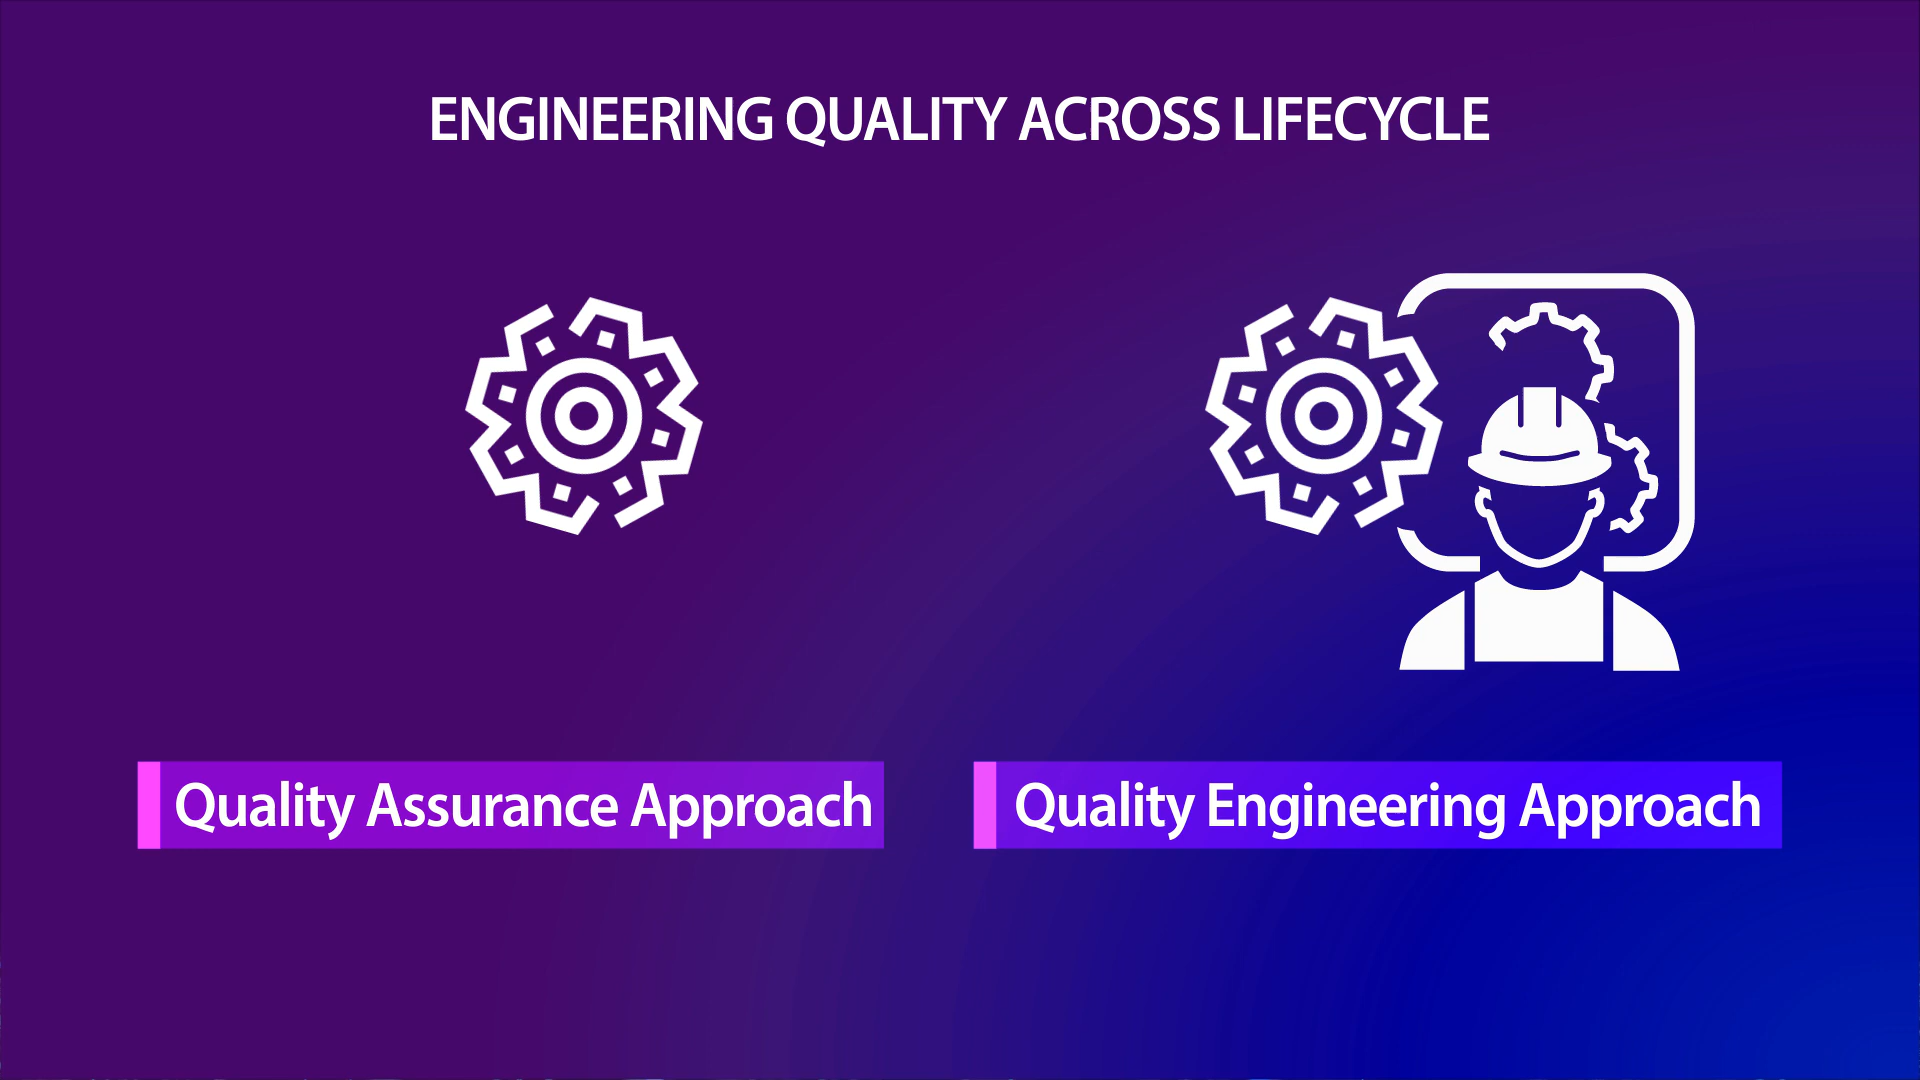 ENGINEERING QUALITY ACROSS LIFECYCLE
Quality Assurance Approach
Quality Engineering Approach